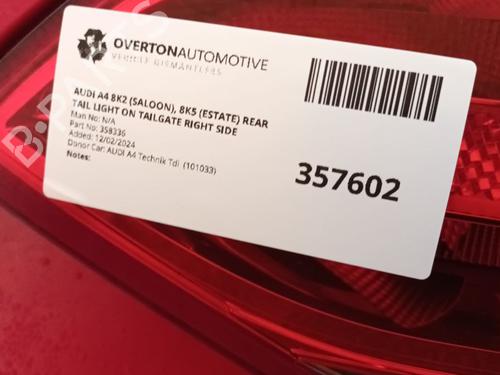 OVERTONAUTOMOTIVE
VEHICLE DISMANTLERS
AUDI A4 8K2 (SALOON), 8K5 (ESTATE) REAR
TAIL LIGHT ON TAILGATE RIGHT SIDE
Man No: N/A
Part No: 358336
Added: 12/02/2024
Donor Car: AUDI A4 Technik Tdi (101033)
Notes:
357602
B-PARTS